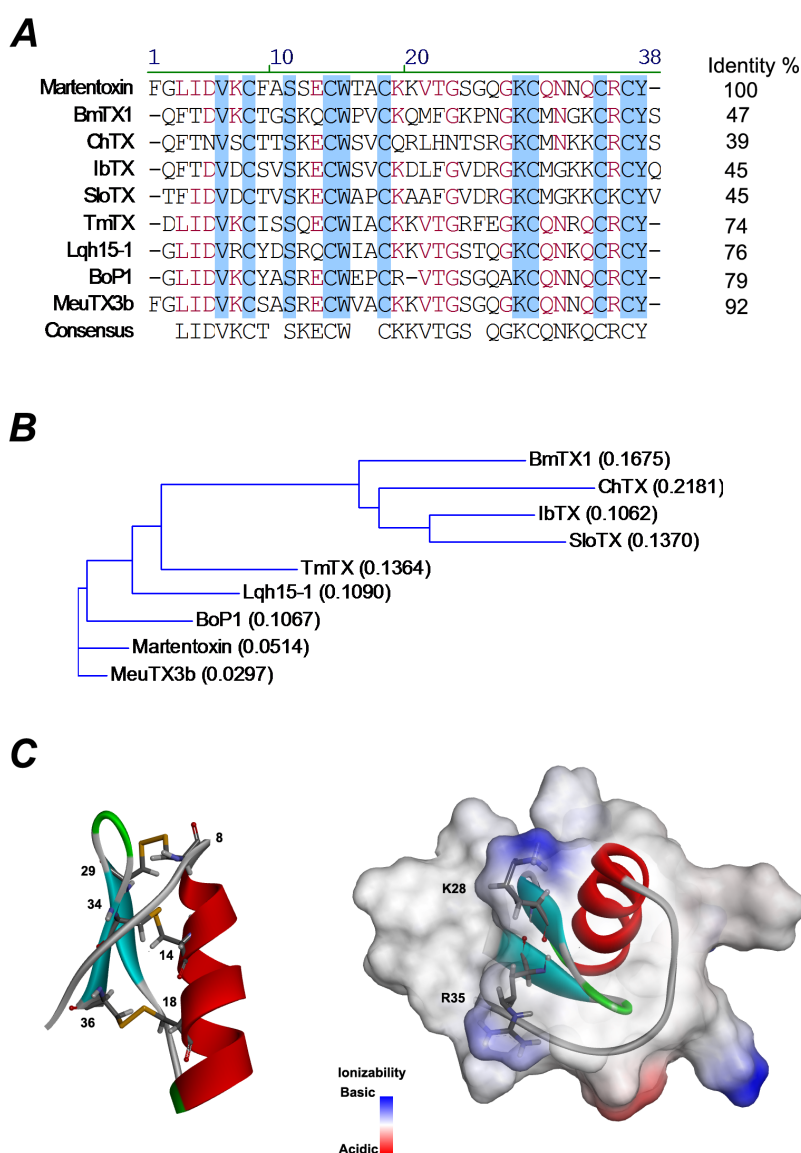 A
1 10 20 38
Identity %
Martentoxin FGLIDVKCFASSECWTACKKVTGSGQGKCQNNQCRCY- 100
BmTX1 -QFTDVKCTGSKQCWPVCKQMFGKPNGKCMNGKCRCYS 47
ChTX -QFTNVSCTTSKECWSVCQRLHNTSRGKCMNKKCRCYS 39
IbTX -QFTDVDCSVSKECWSVCKDLFGVDRGKCMGKKCRCYQ 45
SloTX -TFIDVDCTVSKECWAPCKAAFGVDRGKCMGKKCKCYV 45
TmTX -DLIDVKCISSQECWIACKKVTGRFEGKCQNRQCRCY- 74
Lqh15-1 -GLIDVRCYDSRQCWIACKKVTGSTQGKCQNKQCRCY- 76
BoP1 -GLIDVKCYASRECWEPCR-VTGSGQAKCQNNQCRCY- 79
MeuTX3b FGLIDVKCSASRECWVACKKVTGSGQGKCQNNQCRCY- 92
Consensus LIDVKCT SKECW CKKVTGS QGKCQNKQCRCY
B
BmTX1 (0.1675)
ChTX (0.2181)
IbTX (0.1062)
SloTX (0.1370)
TmTX (0.1364)
Lqh15-1 (0.1090)
BoP1 (0.1067)
Martentoxin (0.0514)
MeuTX3b (0.0297)
C
8
29
34
14
18
36
K28
R35
Ionizability
Basic
Acidic